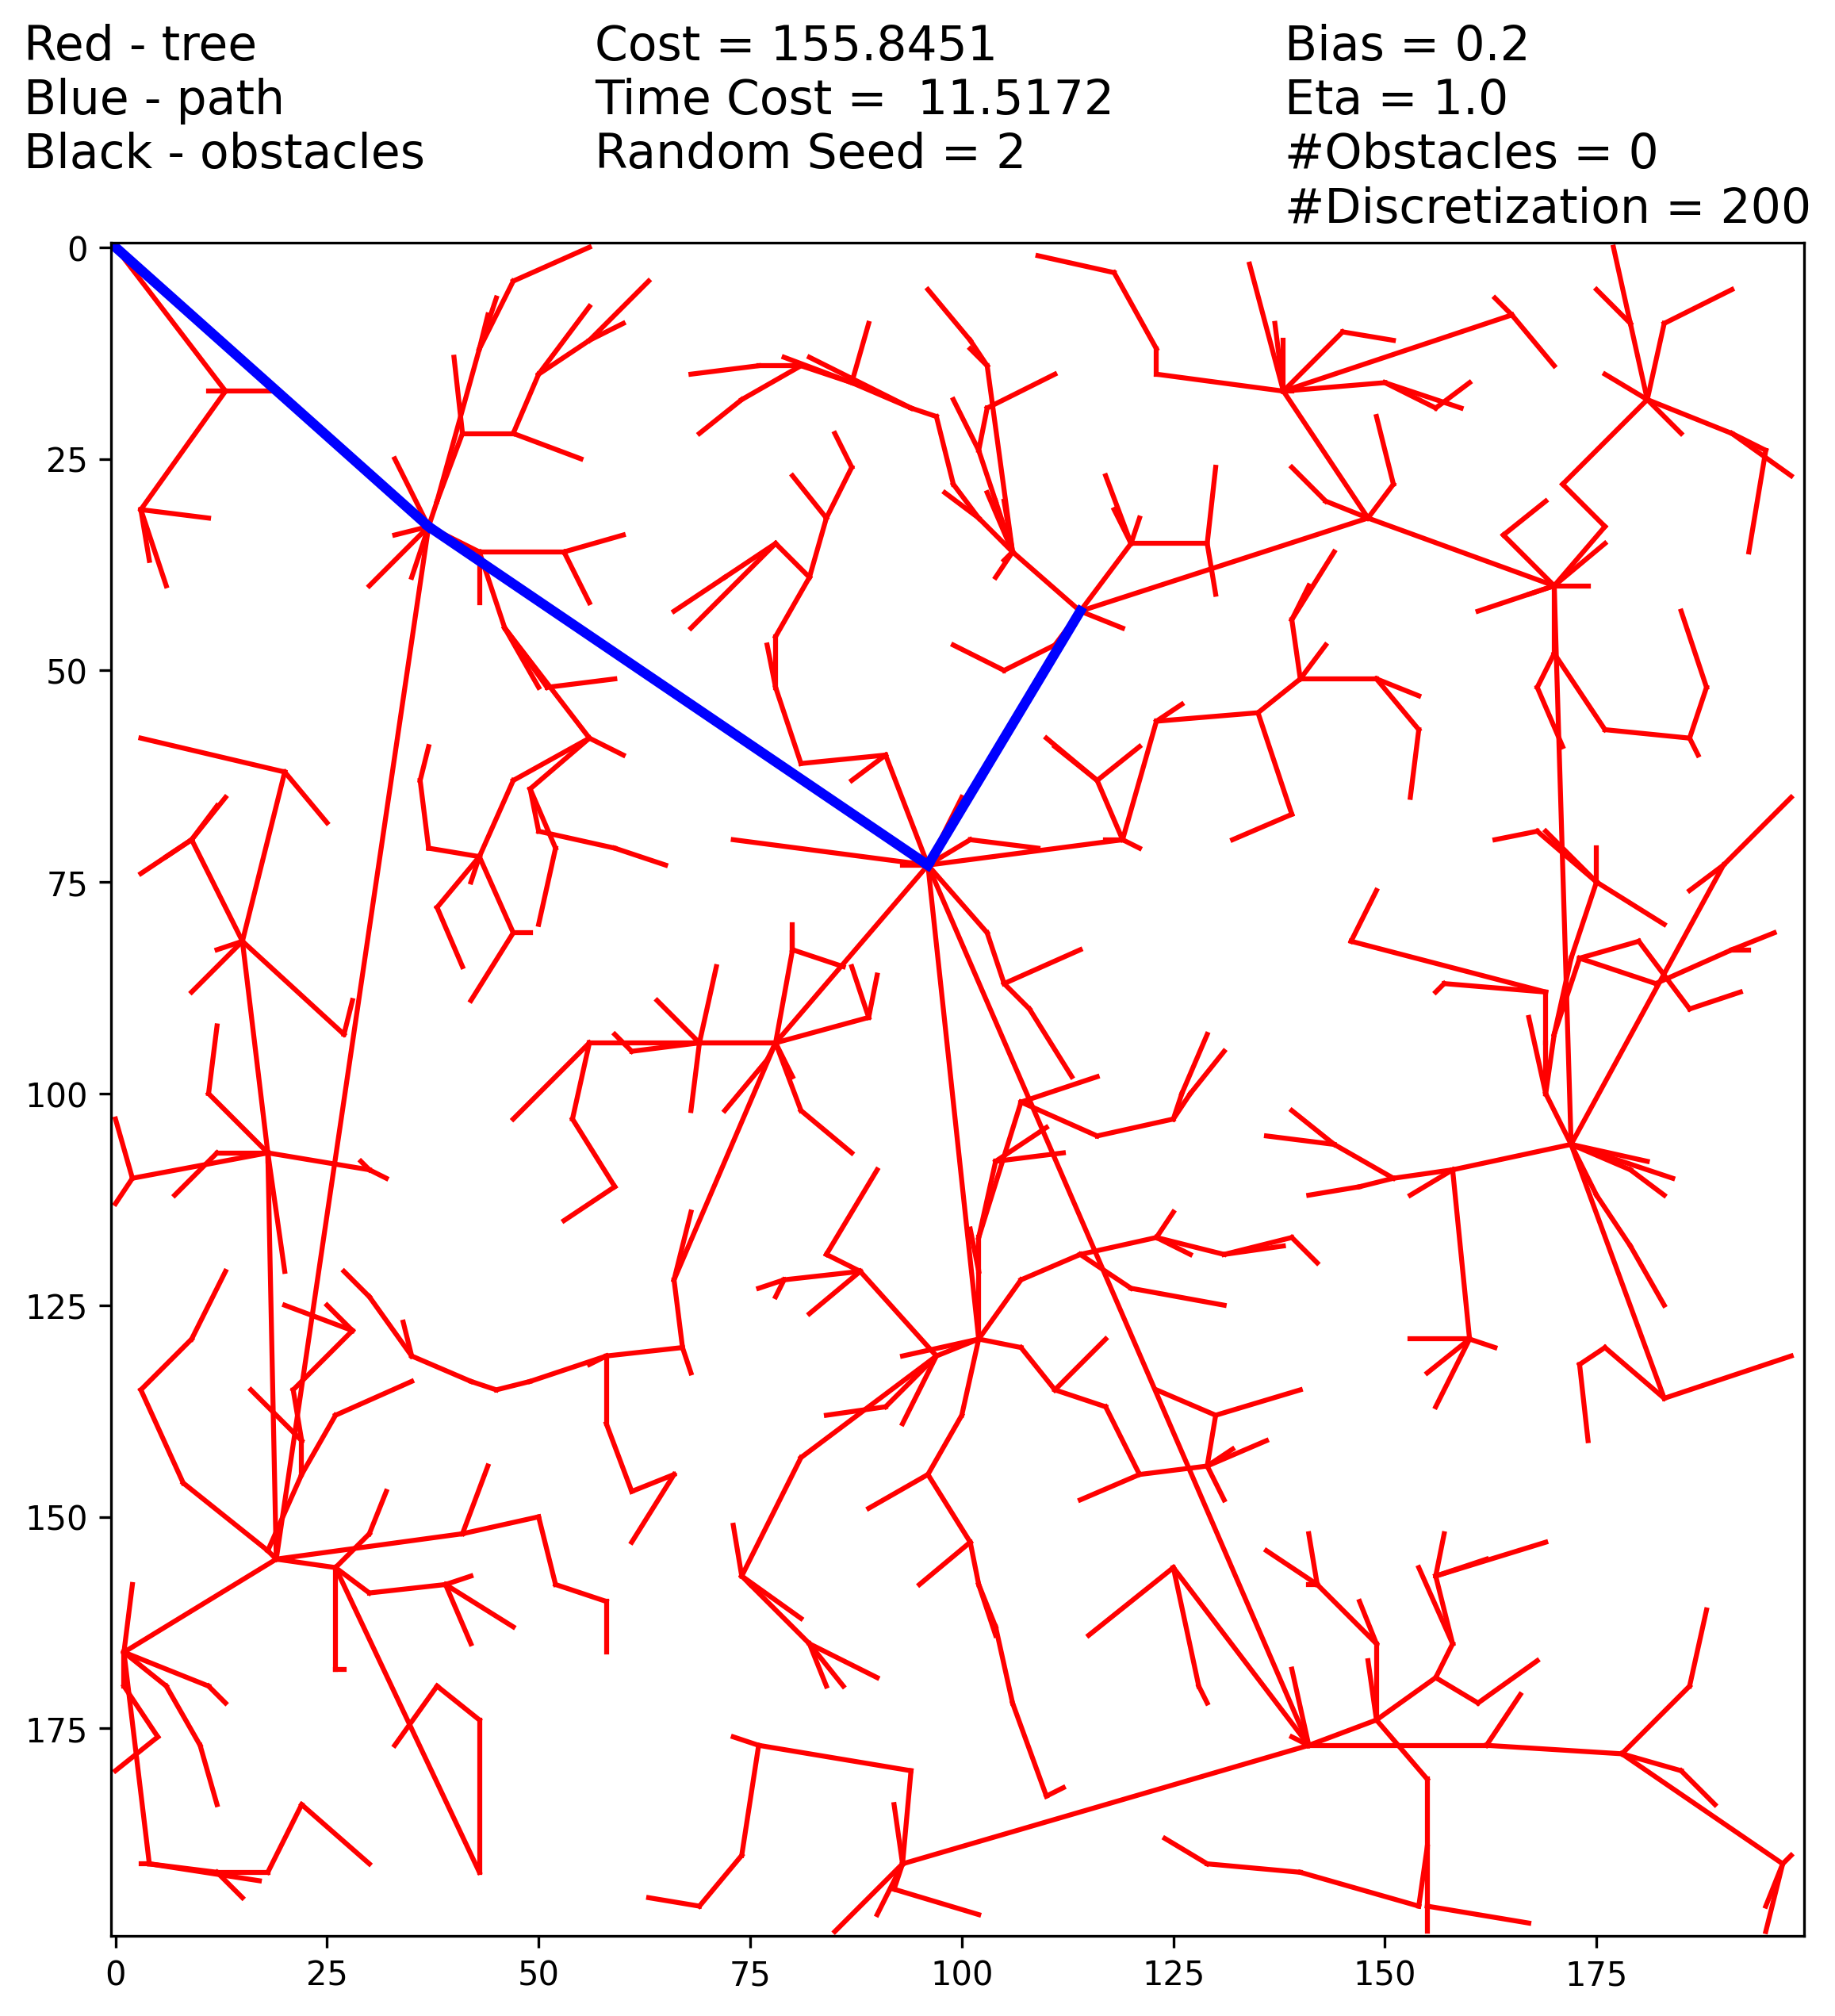 Red - tree
Blue - path
Black - obstacles
Cost = 155.8451
Time Cost =  11.5172
Random Seed = 2
Bias = 0.2
Eta = 1.0
#Obstacles = 0
#Discretization = 200
0
25
50
75
100
125
150
175
0 25 50 75 100 125 150 175